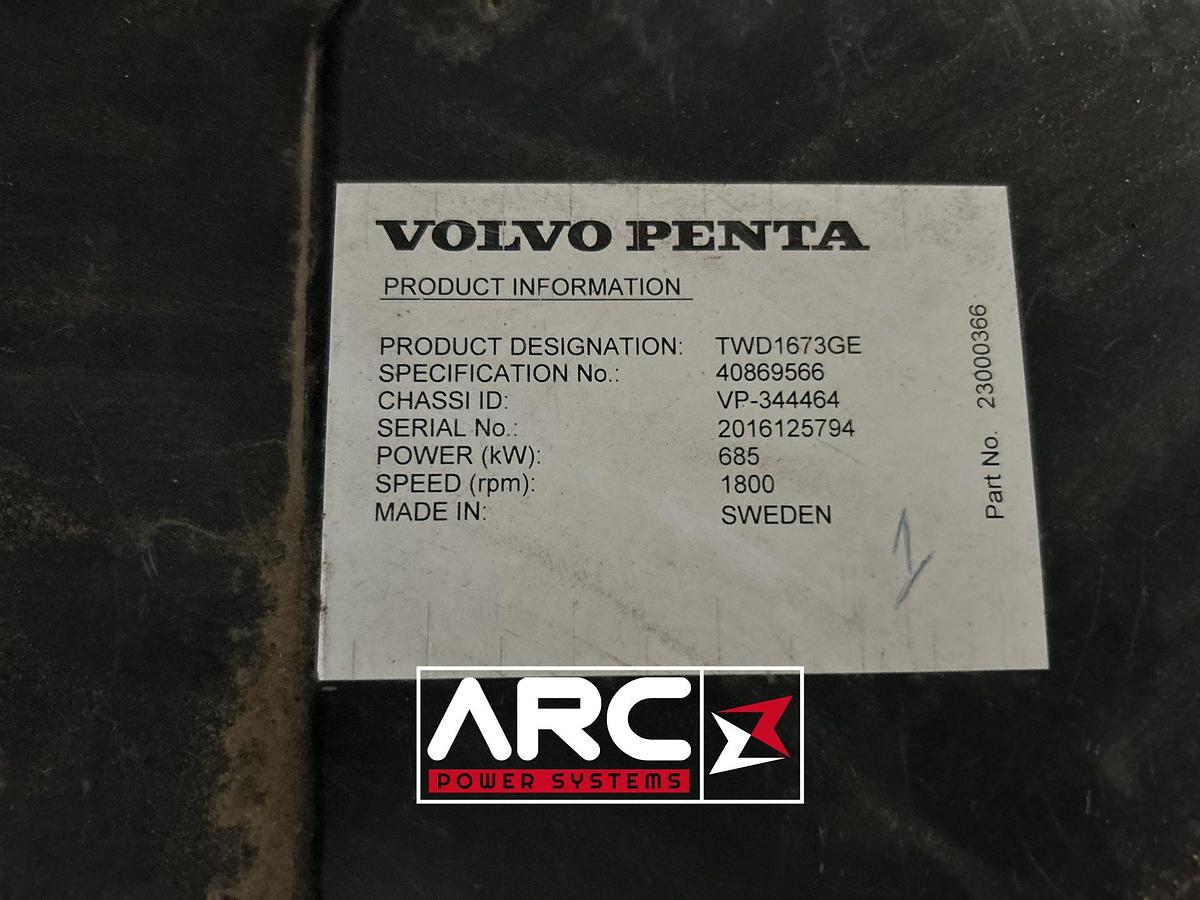 VOLVO PENTA
PRODUCT INFORMATION
PRODUCT DESIGNATION: TWD1673GE
SPECIFICATION No.: 40869566
CHASSI ID: VP-344464
SERIAL No.: 2016125794
POWER (kW): 685
SPEED (rpm): 1800
MADE IN: SWEDEN
Part No. 23000366
1
ARC
POWER SYSTEMS